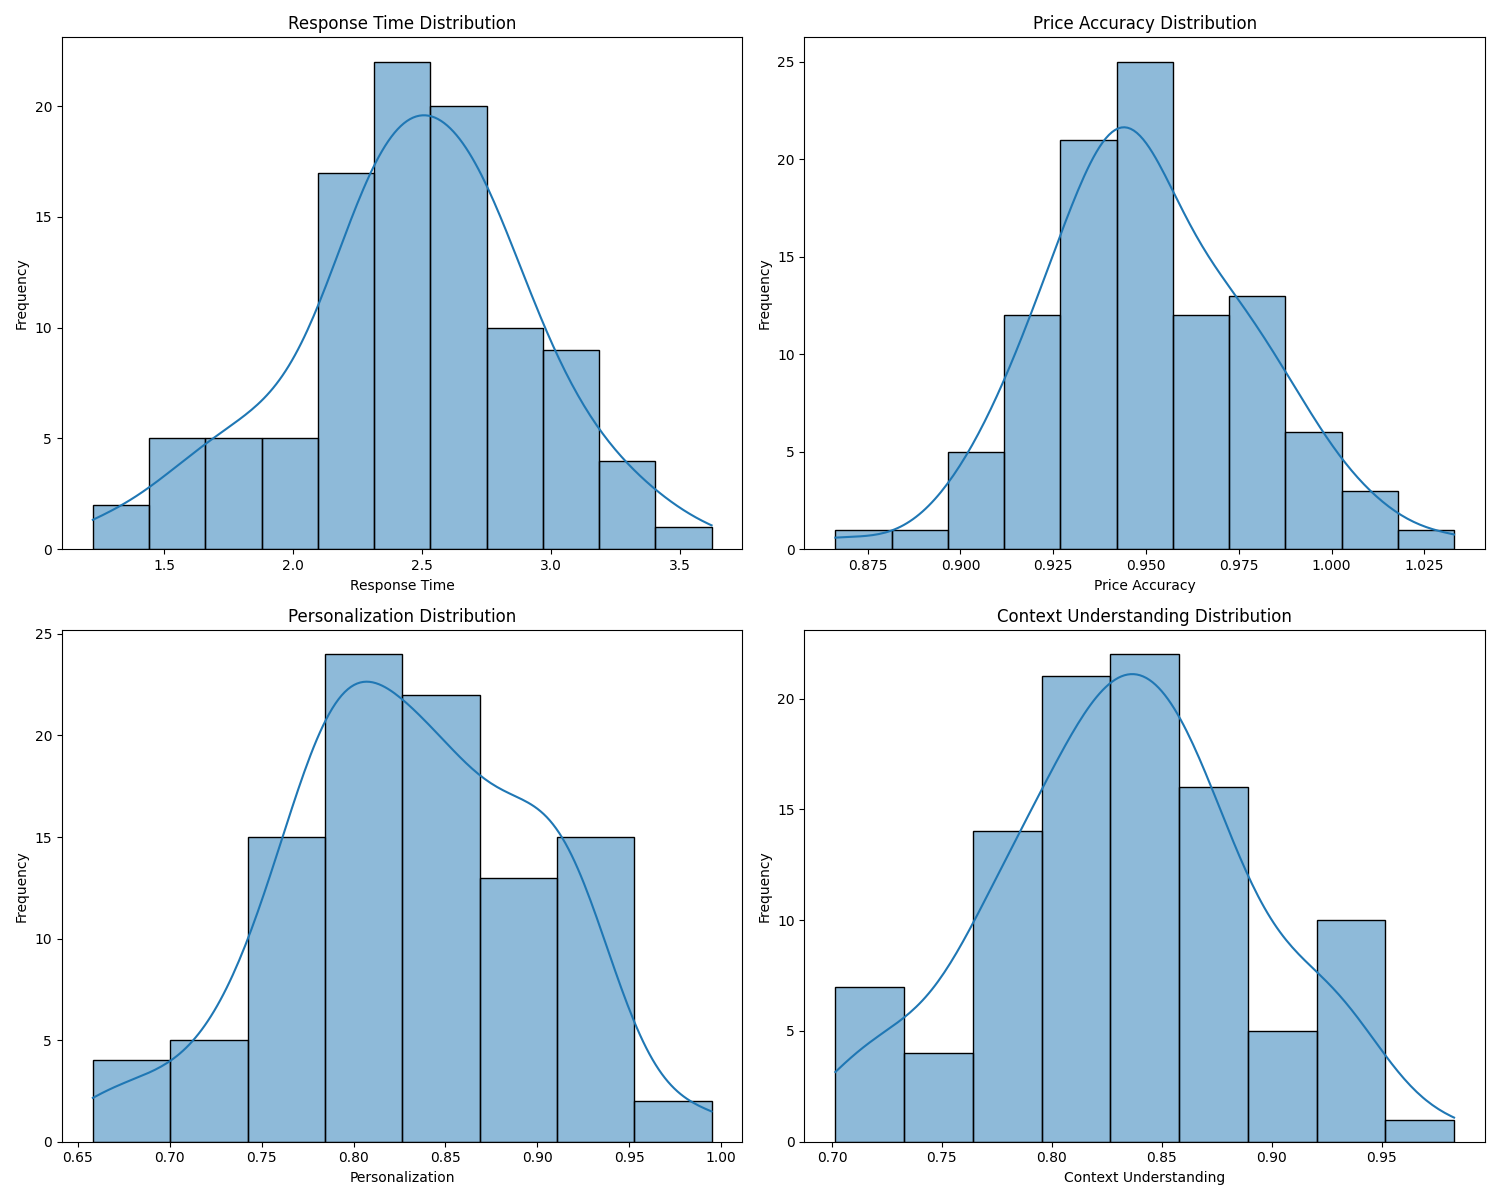 Response Time Distribution
Frequency
20
15
10
5
0
1.5 2.0 2.5 3.0 3.5
Response Time
Price Accuracy Distribution
Frequency
25
20
15
10
5
0
0.875 0.900 0.925 0.950 0.975 1.000 1.025
Price Accuracy
Personalization Distribution
Frequency
25
20
15
10
5
0
0.65 0.70 0.75 0.80 0.85 0.90 0.95 1.00
Personalization
Context Understanding Distribution
Frequency
20
15
10
5
0
0.70 0.75 0.80 0.85 0.90 0.95
Context Understanding